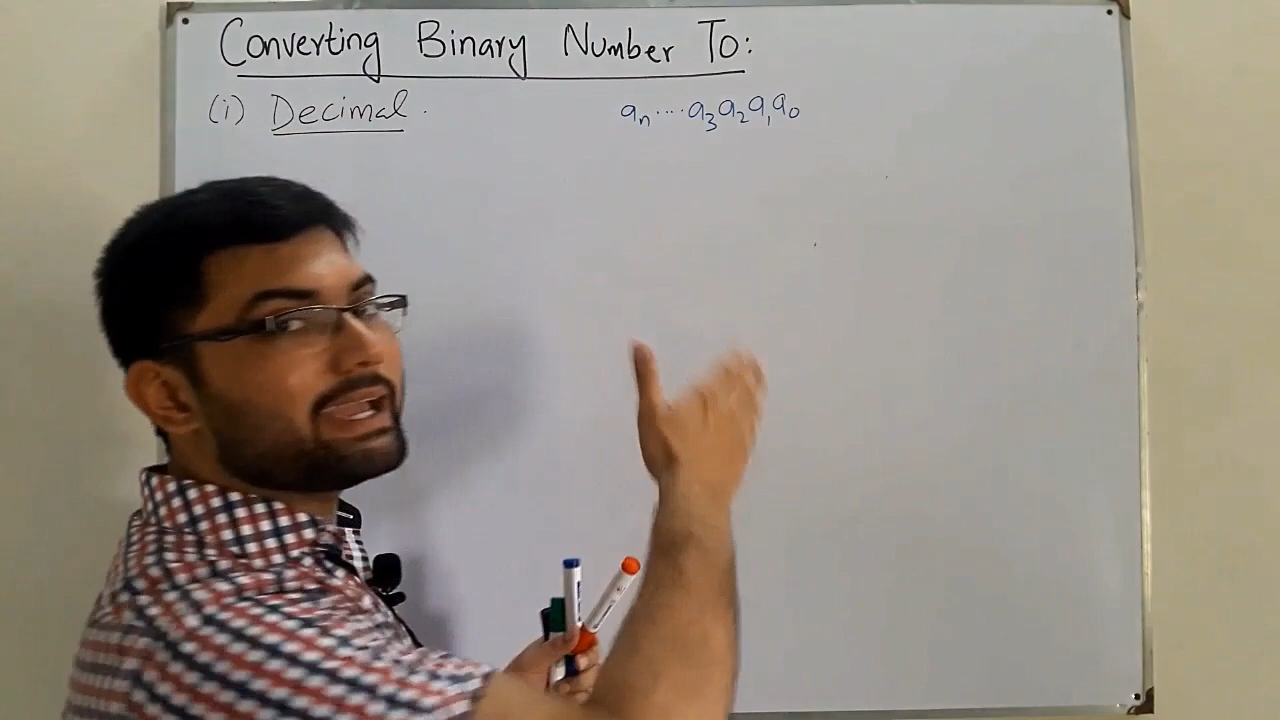 Converting Binary Number To:
(i) Decimal.
aₙ....a₃a₂a₁a₀